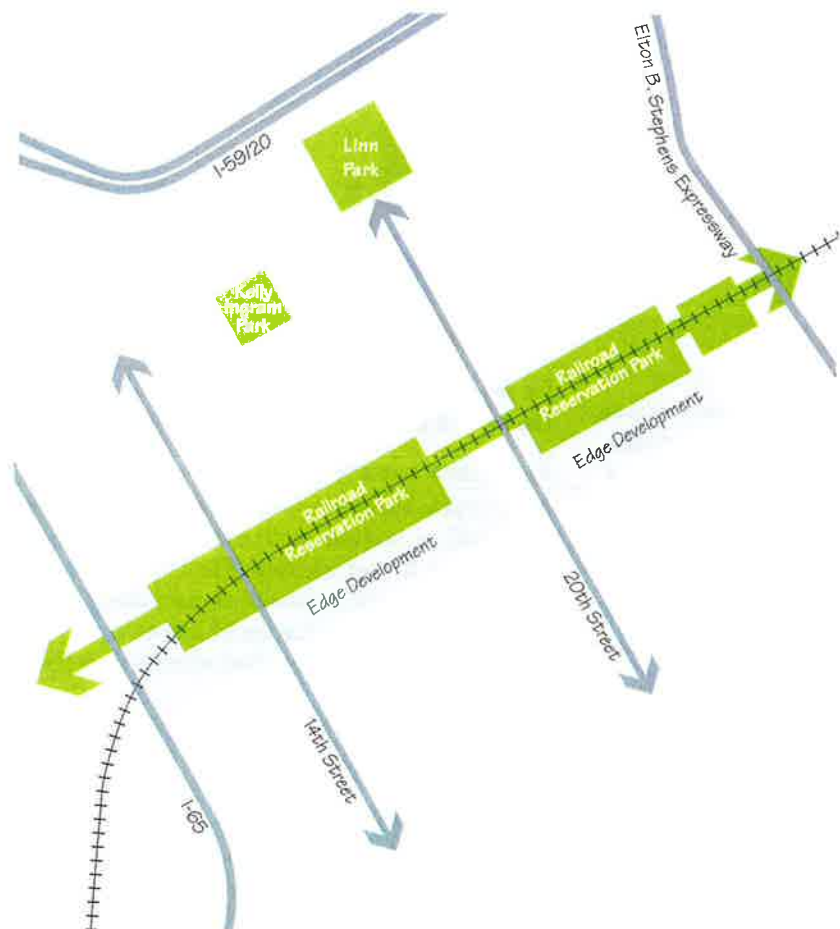 Elton B. Stephens Expressway
I-59/20
Linn
Park
Kelly
Ingram
Park
Railroad
Reservation Park
Edge Development
Railroad
Reservation Park
Edge Development
20th Street
14th Street
I-65